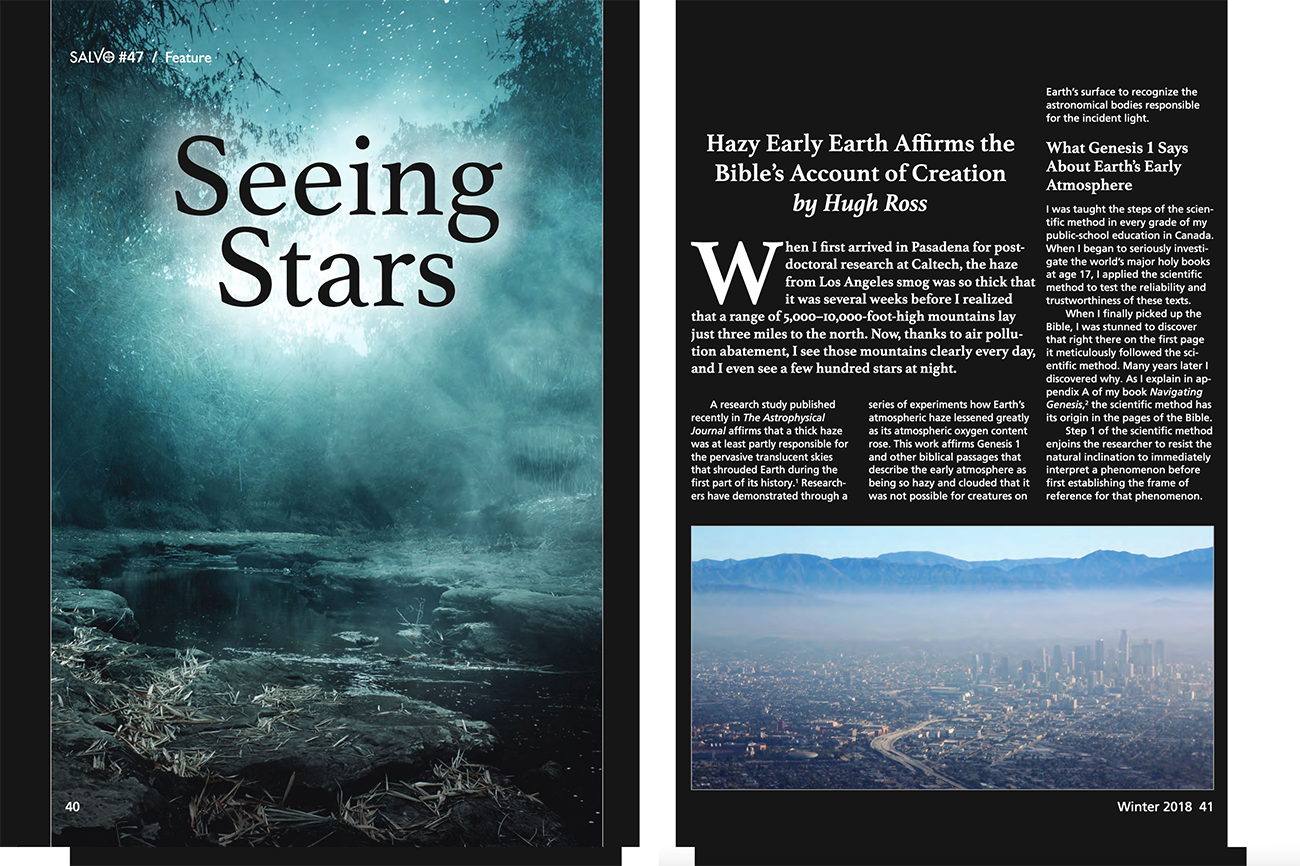 SALVO #47 / Feature
Seeing
Stars
40
Hazy Early Earth Affirms the
Bible's Account of Creation
by Hugh Ross
When I first arrived in Pasadena for post-
doctoral research at Caltech, the haze
from Los Angeles smog was so thick that
it was several weeks before I realized
that a range of 5,000–10,000-foot-high mountains lay
just three miles to the north. Now, thanks to air pollu-
tion abatement, I see those mountains clearly every day,
and I even see a few hundred stars at night.
A research study published
recently in The Astrophysical
Journal affirms that a thick haze
was at least partly responsible for
the pervasive translucent skies
that shrouded Earth during the
first part of its history.¹ Research-
ers have demonstrated through a
series of experiments how Earth's
atmospheric haze lessened greatly
as its atmospheric oxygen content
rose. This work affirms Genesis 1
and other biblical passages that
describe the early atmosphere as
being so hazy and clouded that it
was not possible for creatures on
Earth's surface to recognize the
astronomical bodies responsible
for the incident light.
What Genesis 1 Says
About Earth's Early
Atmosphere
I was taught the steps of the scien-
tific method in every grade of my
public-school education in Canada.
When I began to seriously investi-
gate the world's major holy books
at age 17, I applied the scientific
method to test the reliability and
trustworthiness of these texts.
When I finally picked up the
Bible, I was stunned to discover
that right there on the first page
it meticulously followed the sci-
entific method. Many years later I
discovered why. As I explain in ap-
pendix A of my book Navigating
Genesis,² the scientific method has
its origin in the pages of the Bible.
Step 1 of the scientific method
enjoins the researcher to resist the
natural inclination to immediately
interpret a phenomenon before
first establishing the frame of
reference for that phenomenon.
Winter 2018 41